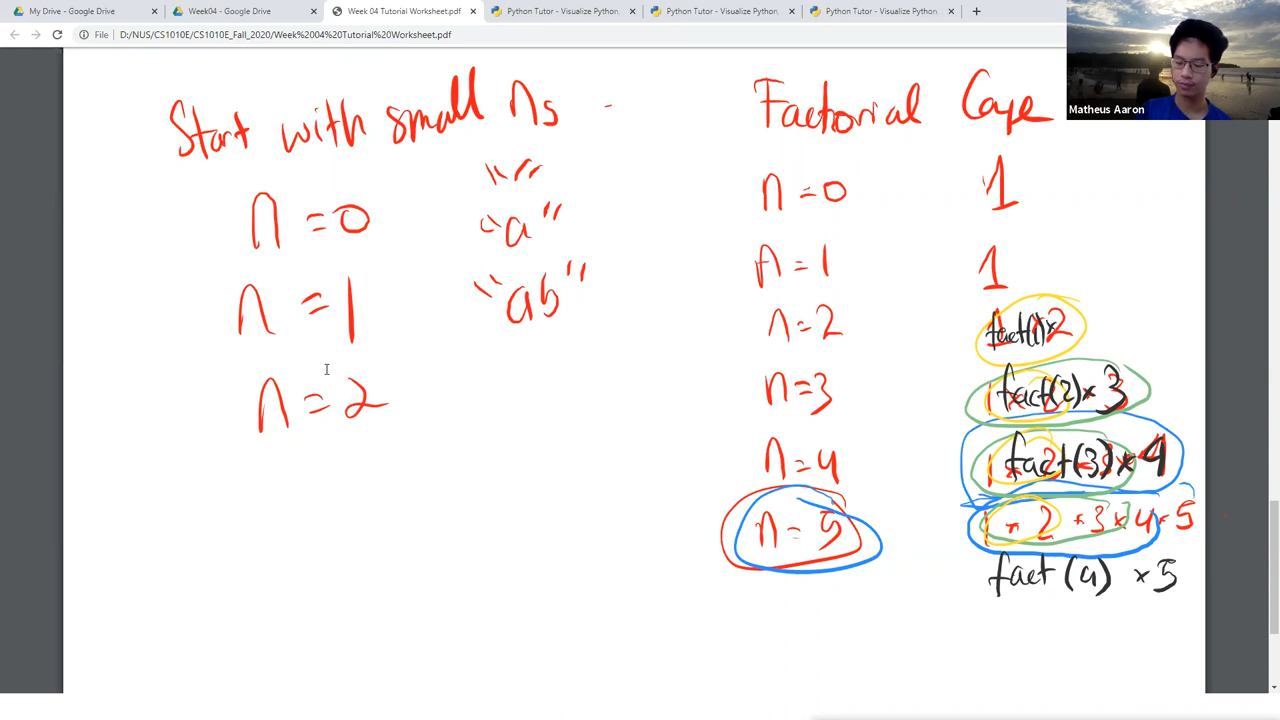 My Drive - Google Drive
Week04 - Google Drive
Week 04 Tutorial Worksheet.pdf
Python Tutor - Visualize Python,
Python Tutor - Visualize Python,
Python Tutor - Visualize Python,
File | D:/NUS/CS1010E/CS1010E_Fall_2020/Week%2004%20Tutorial%20Worksheet.pdf
Matheus Aaron
Start with small ns
n = 0
n = 1
n = 2
""
"a"
"ab"
Factorial Case
n = 0 1
n = 1 1
n = 2 fact(1) × 2
n = 3 fact(2) × 3
n = 4 fact(3) × 4
n = 5 1 × 2 × 3 × 4 × 5
fact (4) × 5